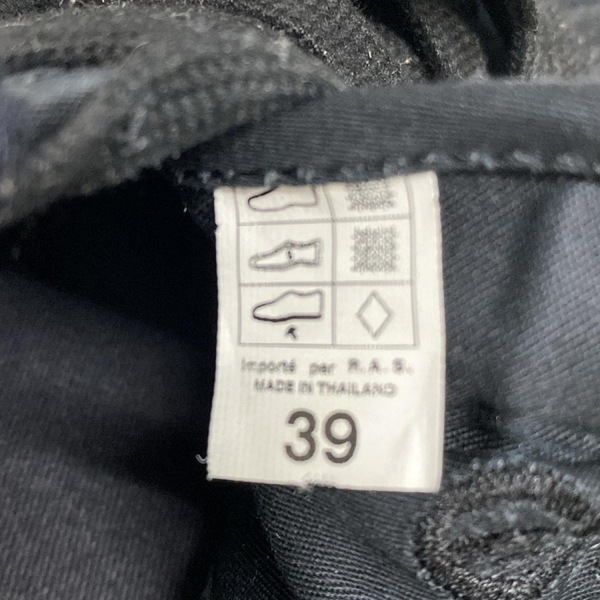 Importé par R.A.S.
MADE IN THAILAND
39